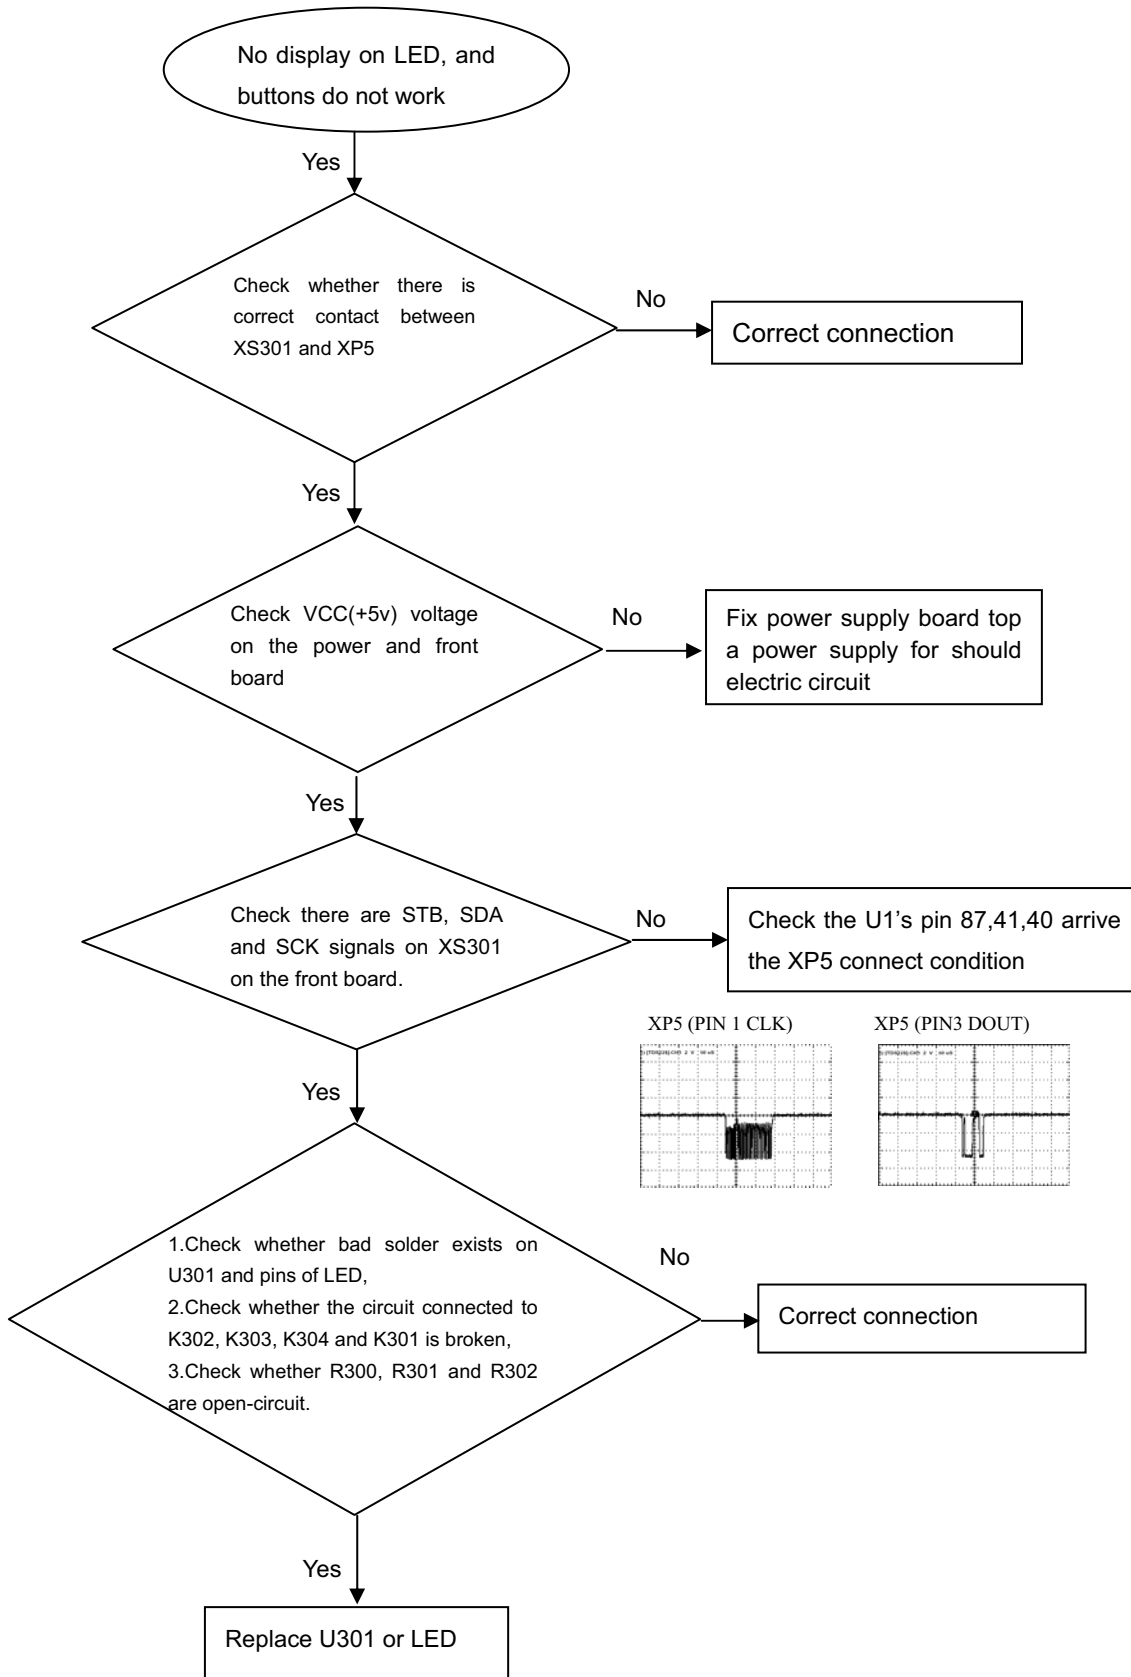 No display on LED, and
buttons do not work
Yes
Check whether there is
correct contact between
XS301 and XP5
No
Correct connection
Yes
Check VCC(+5v) voltage
on the power and front
board
No
Fix power supply board top
a power supply for should
electric circuit
Yes
Check there are STB, SDA
and SCK signals on XS301
on the front board.
No
Check the U1's pin 87,41,40 arrive
the XP5 connect condition
XP5 (PIN 1 CLK)
XP5 (PIN3 DOUT)
Yes
1.Check whether bad solder exists on
U301 and pins of LED,
2.Check whether the circuit connected to
K302, K303, K304 and K301 is broken,
3.Check whether R300, R301 and R302
are open-circuit.
No
Correct connection
Yes
Replace U301 or LED